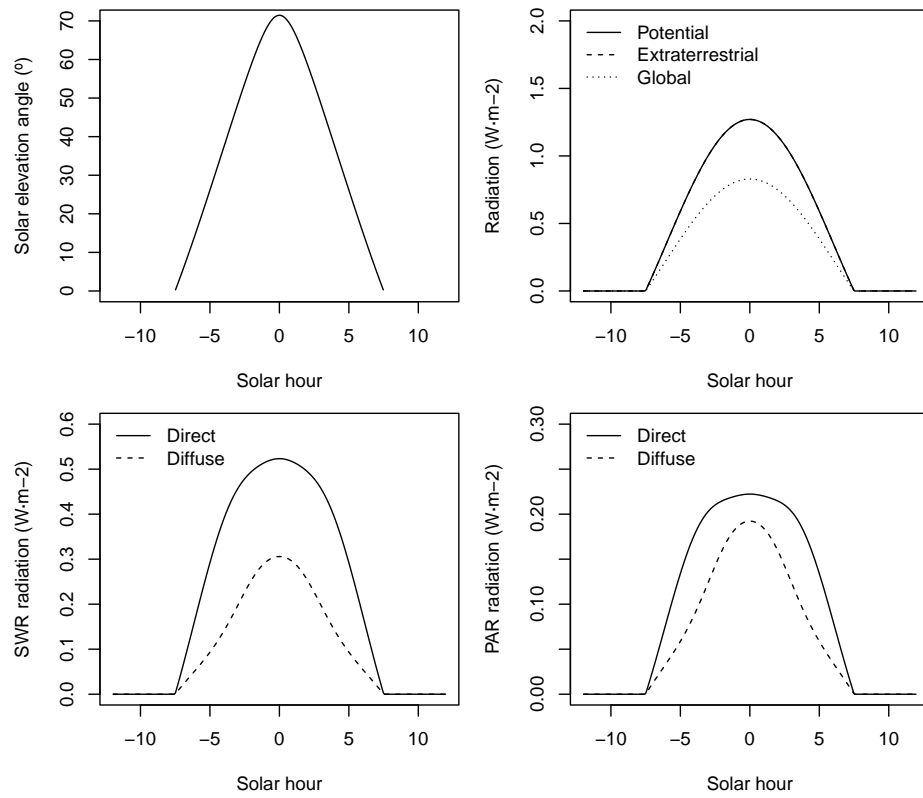 Solar elevation angle (º)
70
60
50
40
30
20
10
0
−10 −5 0 5 10
Solar hour
Radiation (W·m−2)
2.0
1.5
1.0
0.5
0.0
Potential
Extraterrestrial
Global
−10 −5 0 5 10
Solar hour
SWR radiation (W·m−2)
0.6
0.5
0.4
0.3
0.2
0.1
0.0
Direct
Diffuse
−10 −5 0 5 10
Solar hour
PAR radiation (W·m−2)
0.30
0.20
0.10
0.00
Direct
Diffuse
−10 −5 0 5 10
Solar hour